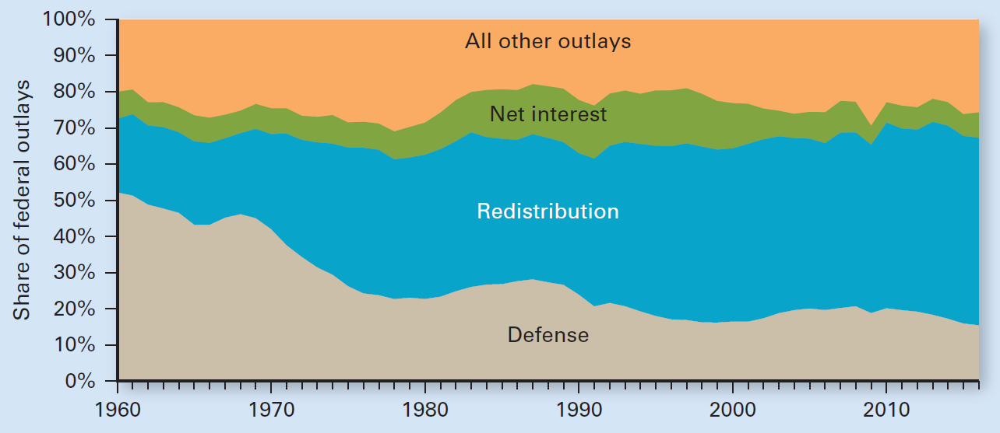 Share of federal outlays
100%
90%
80%
70%
60%
50%
40%
30%
20%
10%
0%
All other outlays
Net interest
Redistribution
Defense
1960 1970 1980 1990 2000 2010